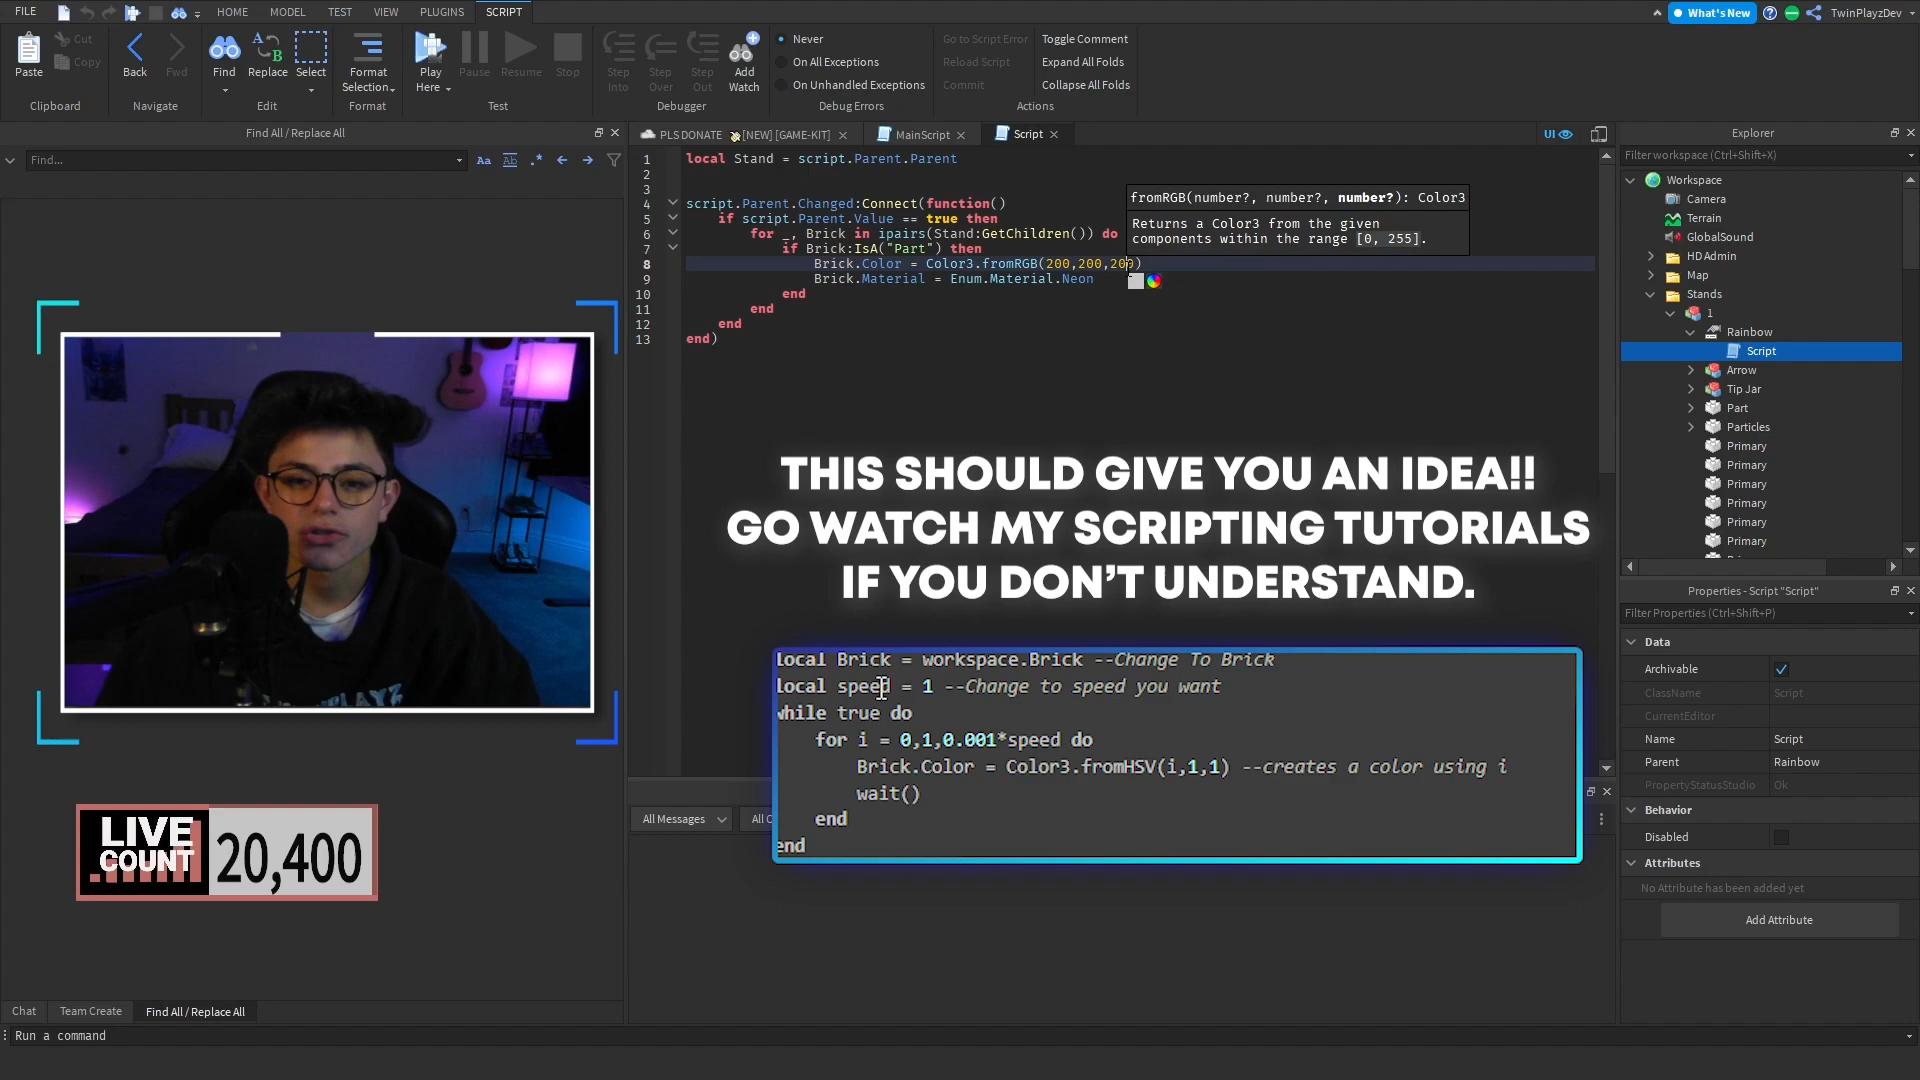 FILE
HOME
MODEL
TEST
VIEW
PLUGINS
SCRIPT
What's New
TwinPlayzDev
Paste
Cut
Copy
Clipboard
Back
Fwd
Navigate
Find
Replace
Select
Edit
Format
Selection
Format
Play
Here
Pause
Resume
Stop
Test
Step
Into
Step
Over
Step
Out
Add
Watch
Debugger
Never
On All Exceptions
On Unhandled Exceptions
Debug Errors
Go to Script Error
Reload Script
Commit
Toggle Comment
Expand All Folds
Collapse All Folds
Actions
Find All / Replace All
Find...
Aa
Ab
.*
PLS DONATE
[NEW] [GAME-KIT]
MainScript
Script
UI
1 local Stand = script.Parent.Parent
2
3
4 script.Parent.Changed:Connect(function()
5 if script.Parent.Value == true then
6 for _, Brick in ipairs(Stand:GetChildren()) do
7 if Brick:IsA("Part") then
8 Brick.Color = Color3.fromRGB(200,200,200)
9 Brick.Material = Enum.Material.Neon
10 end
11 end
12 end
13 end)
fromRGB(number?, number?, number?): Color3
Returns a Color3 from the given
components within the range [0, 255].
THIS SHOULD GIVE YOU AN IDEA!!
GO WATCH MY SCRIPTING TUTORIALS
IF YOU DON'T UNDERSTAND.
local Brick = workspace.Brick --Change To Brick
local speed = 1 --Change to speed you want
while true do
for i = 0,1,0.001*speed do
Brick.Color = Color3.fromHSV(i,1,1) --creates a color using i
wait()
end
end
All Messages
LIVE
COUNT
20,400
Explorer
Filter workspace (Ctrl+Shift+X)
Workspace
Camera
Terrain
GlobalSound
HD Admin
Map
Stands
1
Rainbow
Script
Arrow
Tip Jar
Part
Particles
Primary
Primary
Primary
Primary
Primary
Primary
Properties - Script "Script"
Filter Properties (Ctrl+Shift+P)
Data
Archivable
ClassName Script
CurrentEditor
Name Script
Parent Rainbow
PropertyStatusStudio Ok
Behavior
Disabled
Attributes
No Attribute has been added yet
Add Attribute
Chat
Team Create
Find All / Replace All
Run a command